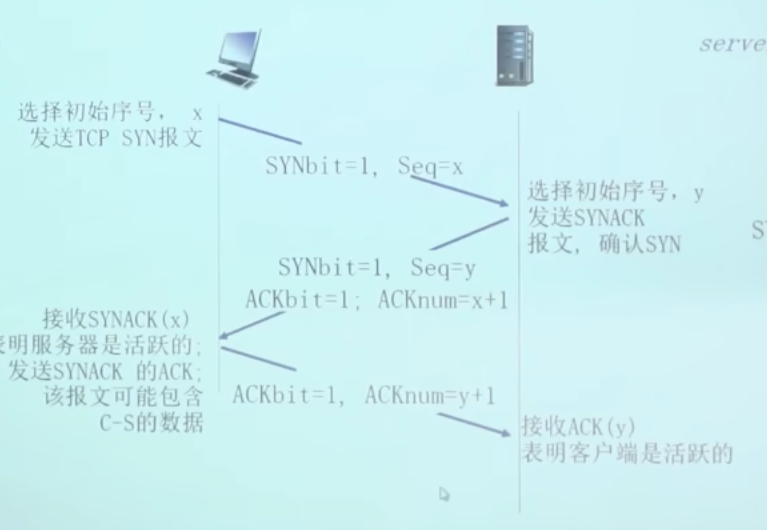 选择初始序号， x
发送TCP SYN报文
SYNbit=1, Seq=x
选择初始序号，y
发送SYNACK
报文, 确认SYN
SYNbit=1, Seq=y
ACKbit=1; ACKnum=x+1
接收SYNACK(x)
明服务器是活跃的;
发送SYNACK 的ACK;
该报文可能包含
C-S的数据
ACKbit=1, ACKnum=y+1
接收ACK(y)
表明客户端是活跃的